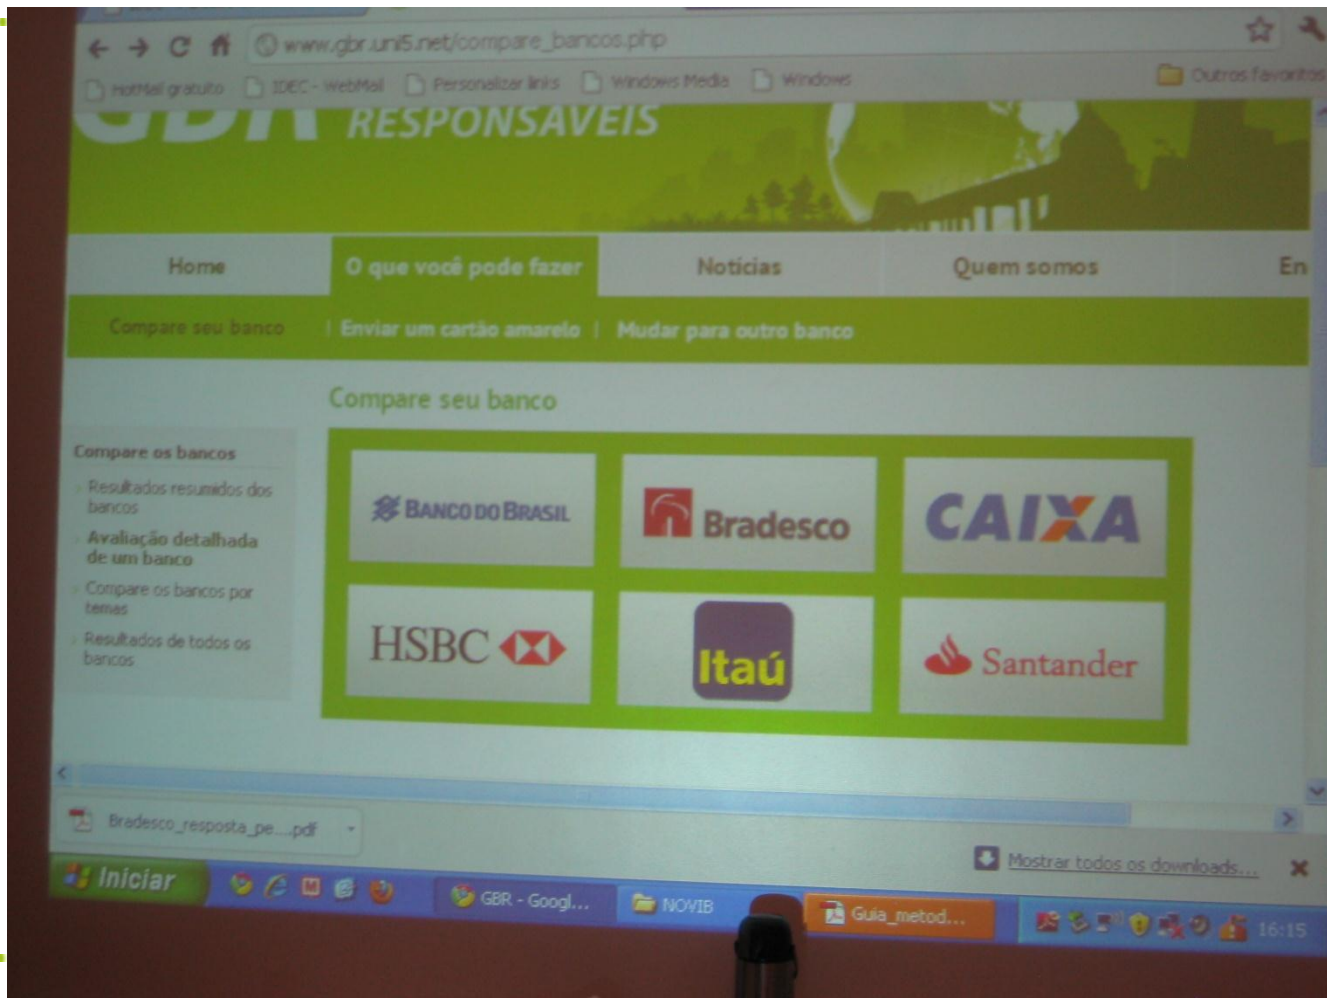 www.gbr.uni5.net/compare_bancos.php
HotMail gratuito IDEC - WebMail Personalizar links Windows Media Windows Outros favoritos
GBR RESPONSÁVEIS
Home O que você pode fazer Notícias Quem somos En
Compare seu banco | Enviar um cartão amarelo | Mudar para outro banco
Compare seu banco
Compare os bancos
Resultados resumidos dos
bancos
Avaliação detalhada
de um banco
Compare os bancos por
temas
Resultados de todos os
bancos
BANCO DO BRASIL Bradesco CAIXA
HSBC Itaú Santander
Bradesco_resposta_pe....pdf
Mostrar todos os downloads...
Iniciar GBR - Googl... NOVIB Guia_metod... 16:15